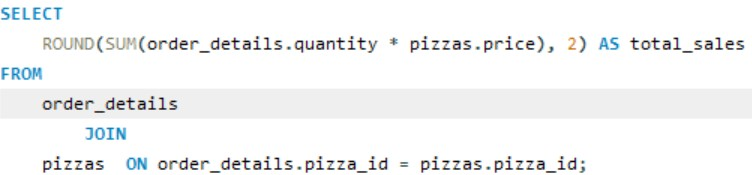 SELECT
    ROUND(SUM(order_details.quantity * pizzas.price), 2) AS total_sales
FROM
    order_details
        JOIN
    pizzas  ON order_details.pizza_id = pizzas.pizza_id;